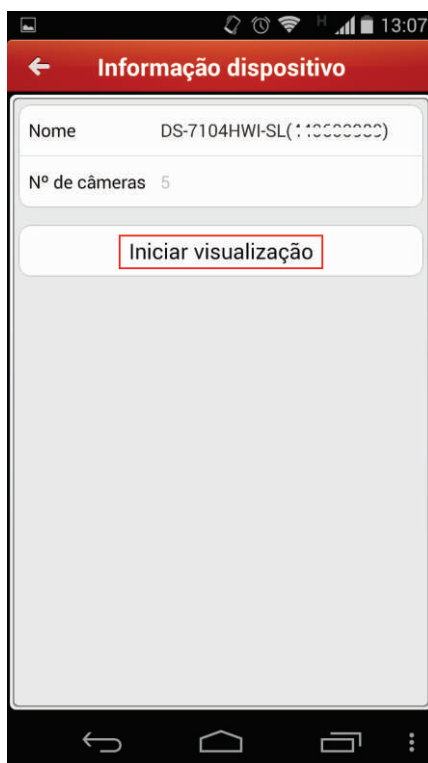 H 13:07
Informação dispositivo
Nome DS-7104HWI-SL(
Nº de câmeras 5
Iniciar visualização